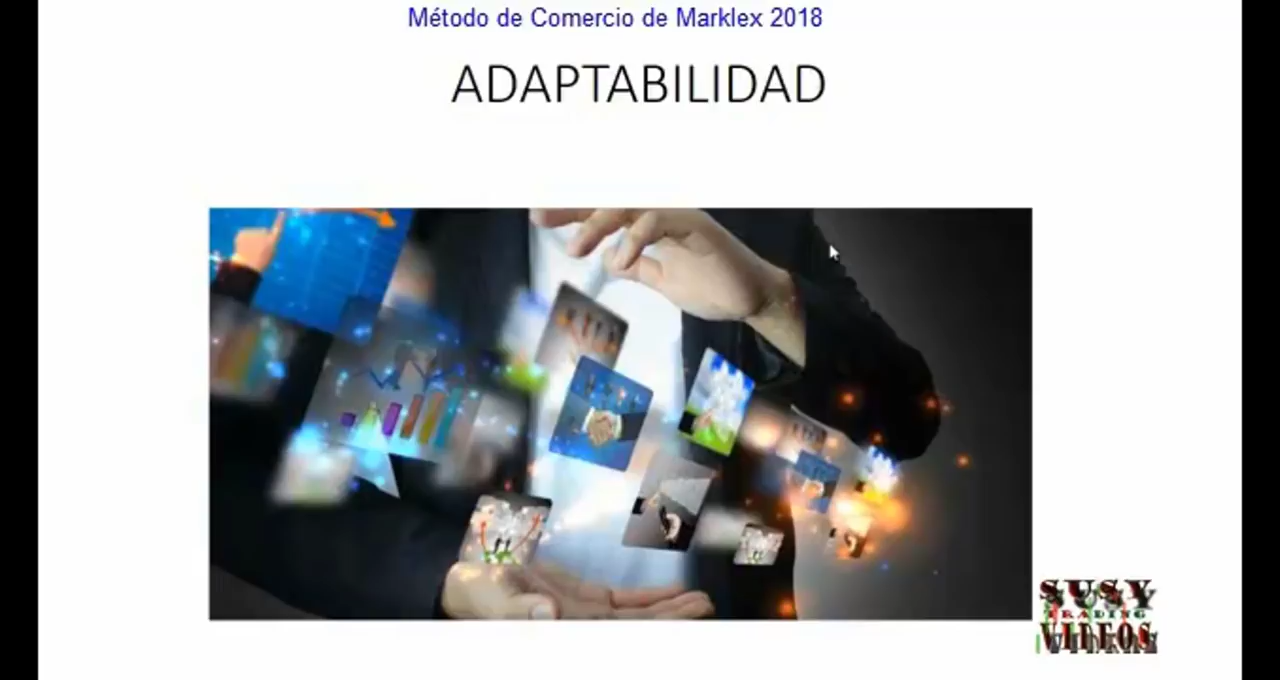 Método de Comercio de Marklex 2018
ADAPTABILIDAD
SUSY
TRADING
VIDEOS